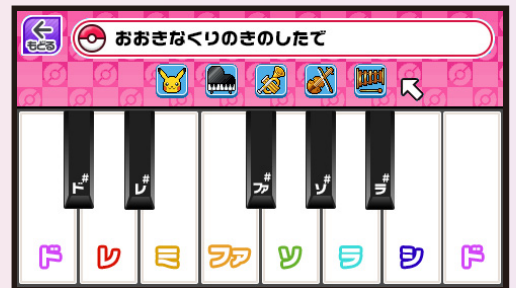 もどる
おおきなくりのきのしたで
ド# レ# ファ# ソ# ラ#
ド レ ミ ファ ソ ラ シ ド